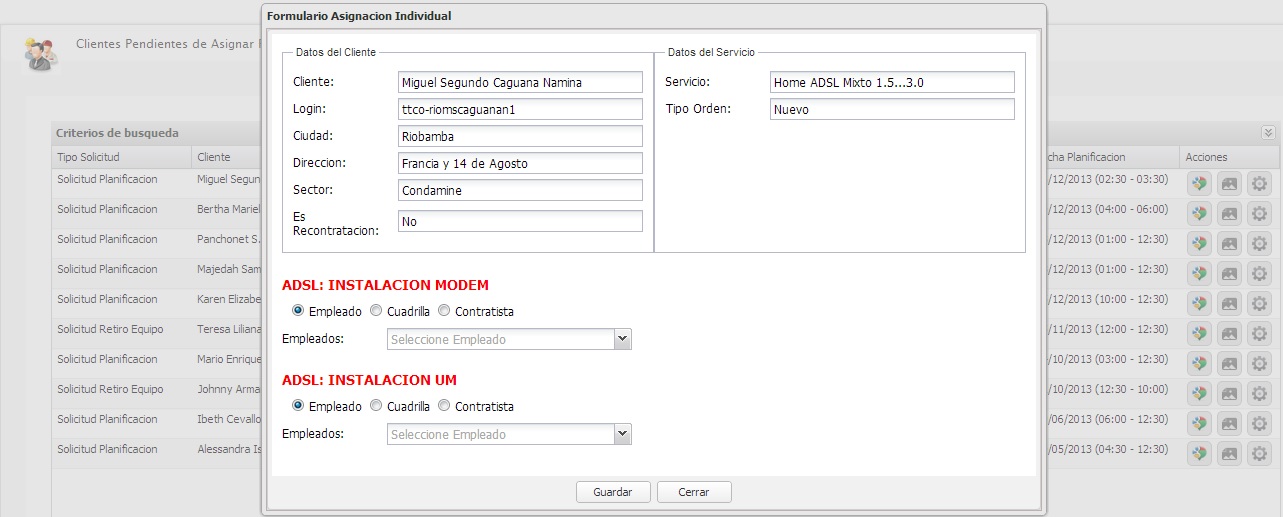 Formulario Asignacion Individual
Clientes Pendientes de Asignar
Datos del Cliente
Cliente: Miguel Segundo Caguana Namina
Login: ttco-riomscaguanan1
Ciudad: Riobamba
Direccion: Francia y 14 de Agosto
Sector: Condamine
Es
Recontratacion: No
Datos del Servicio
Servicio: Home ADSL Mixto 1.5...3.0
Tipo Orden: Nuevo
ADSL: INSTALACION MODEM
Empleado Cuadrilla Contratista
Empleados: Seleccione Empleado
ADSL: INSTALACION UM
Empleado Cuadrilla Contratista
Empleados: Seleccione Empleado
Guardar Cerrar
Criterios de busqueda
Tipo Solicitud Cliente cha Planificacion Acciones
Solicitud Planificacion Miguel Segun /12/2013 (02:30 - 03:30)
Solicitud Planificacion Bertha Mariel /12/2013 (04:00 - 06:00)
Solicitud Planificacion Panchonet S. /12/2013 (01:00 - 12:30)
Solicitud Planificacion Majedah Sam /12/2013 (01:00 - 12:30)
Solicitud Planificacion Karen Elizabe /12/2013 (10:00 - 12:30)
Solicitud Retiro Equipo Teresa Liliana /11/2013 (12:00 - 12:30)
Solicitud Planificacion Mario Enrique /10/2013 (03:00 - 12:30)
Solicitud Retiro Equipo Johnny Arma /10/2013 (12:30 - 10:00)
Solicitud Planificacion Ibeth Cevallo /06/2013 (06:00 - 12:30)
Solicitud Planificacion Alessandra Is /05/2013 (04:30 - 12:30)